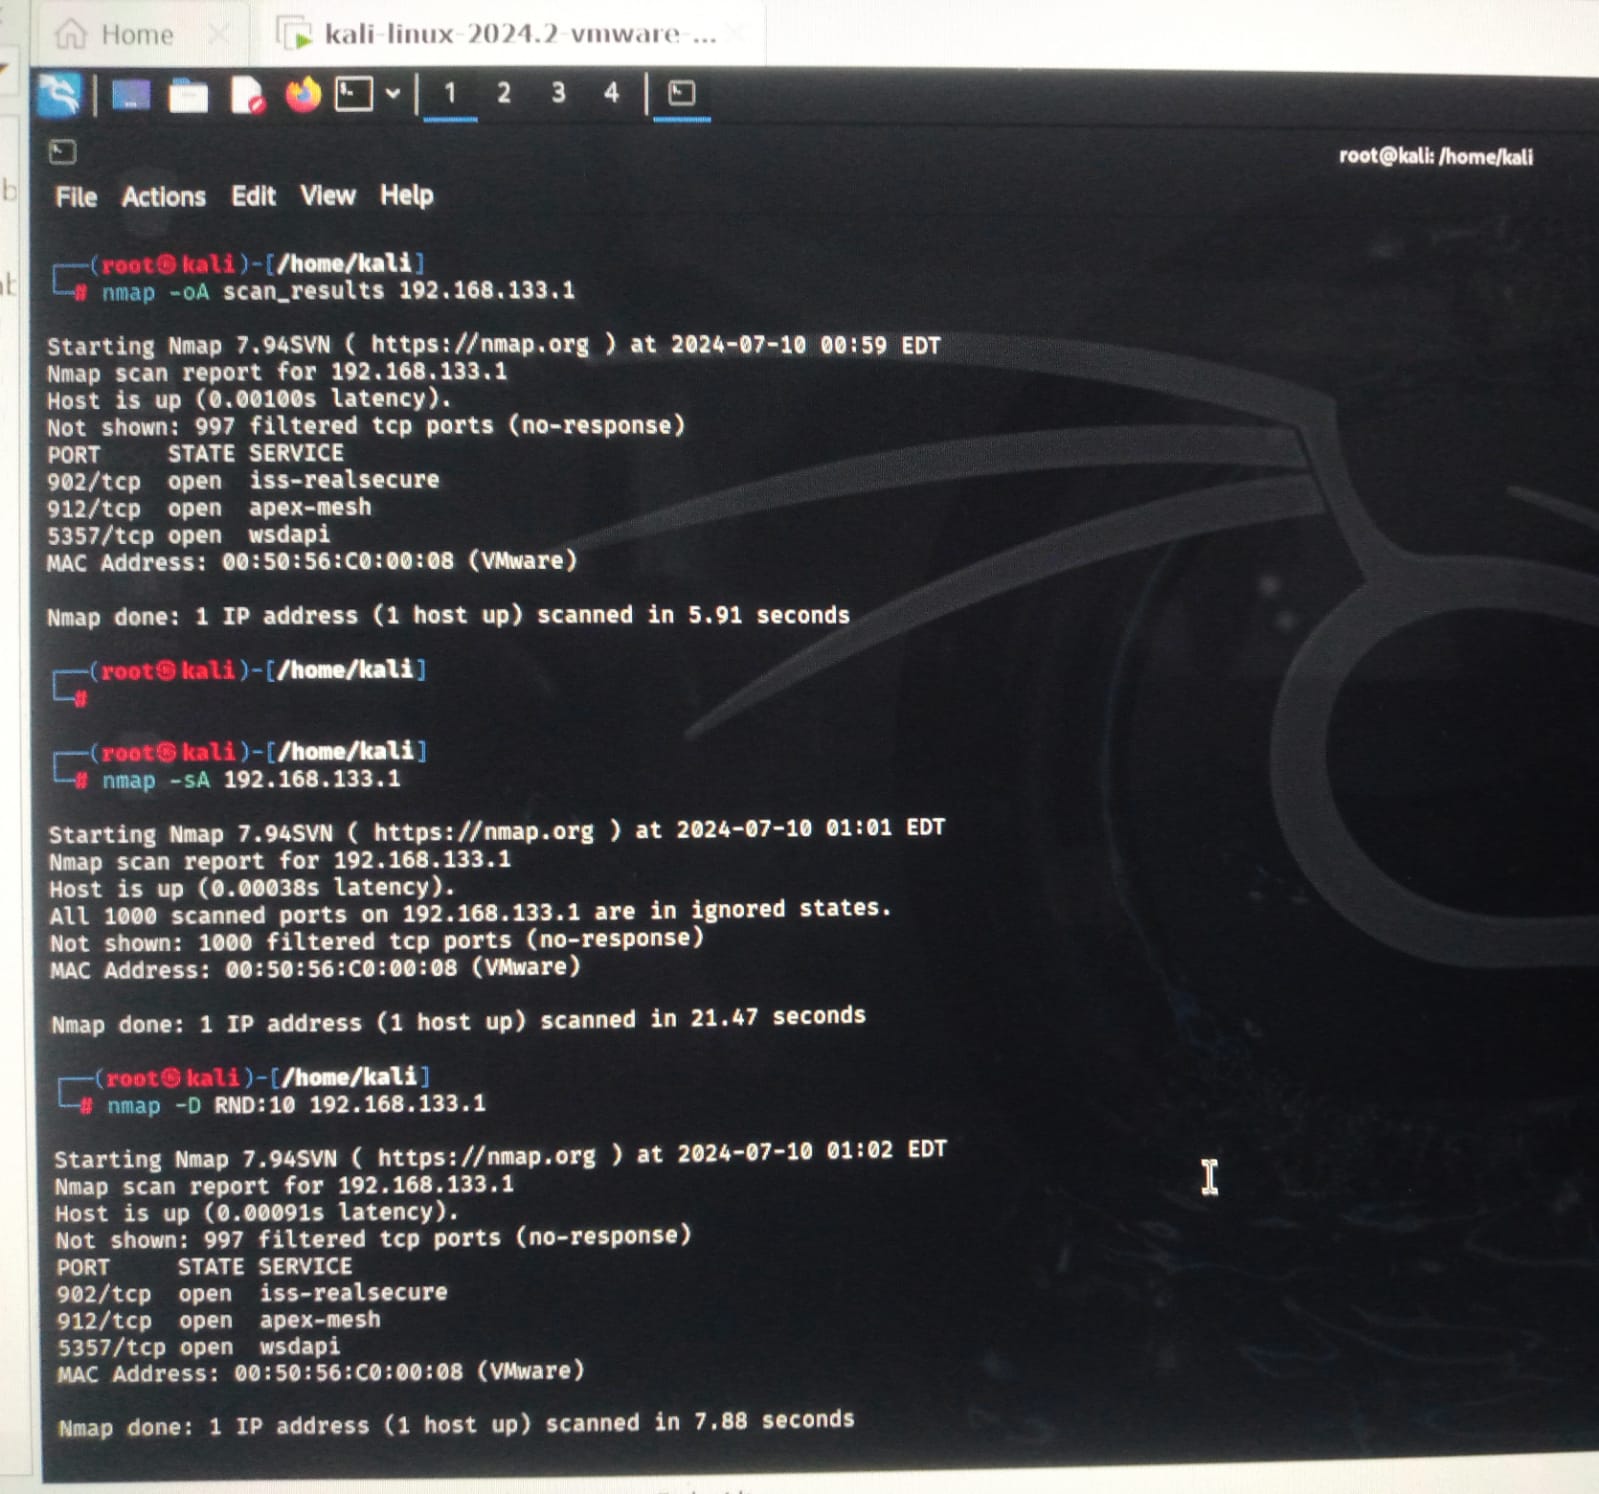 Home
kali-linux-2024.2-vmware-...
1 2 3 4
root@kali: /home/kali
File Actions Edit View Help
(root㉿kali)-[/home/kali]
# nmap -oA scan_results 192.168.133.1
Starting Nmap 7.94SVN ( https://nmap.org ) at 2024-07-10 00:59 EDT
Nmap scan report for 192.168.133.1
Host is up (0.00100s latency).
Not shown: 997 filtered tcp ports (no-response)
PORT STATE SERVICE
902/tcp open iss-realsecure
912/tcp open apex-mesh
5357/tcp open wsdapi
MAC Address: 00:50:56:C0:00:08 (VMware)
Nmap done: 1 IP address (1 host up) scanned in 5.91 seconds
(root㉿kali)-[/home/kali]
#
(root㉿kali)-[/home/kali]
# nmap -sA 192.168.133.1
Starting Nmap 7.94SVN ( https://nmap.org ) at 2024-07-10 01:01 EDT
Nmap scan report for 192.168.133.1
Host is up (0.00038s latency).
All 1000 scanned ports on 192.168.133.1 are in ignored states.
Not shown: 1000 filtered tcp ports (no-response)
MAC Address: 00:50:56:C0:00:08 (VMware)
Nmap done: 1 IP address (1 host up) scanned in 21.47 seconds
(root㉿kali)-[/home/kali]
# nmap -D RND:10 192.168.133.1
Starting Nmap 7.94SVN ( https://nmap.org ) at 2024-07-10 01:02 EDT
Nmap scan report for 192.168.133.1
Host is up (0.00091s latency).
Not shown: 997 filtered tcp ports (no-response)
PORT STATE SERVICE
902/tcp open iss-realsecure
912/tcp open apex-mesh
5357/tcp open wsdapi
MAC Address: 00:50:56:C0:00:08 (VMware)
Nmap done: 1 IP address (1 host up) scanned in 7.88 seconds